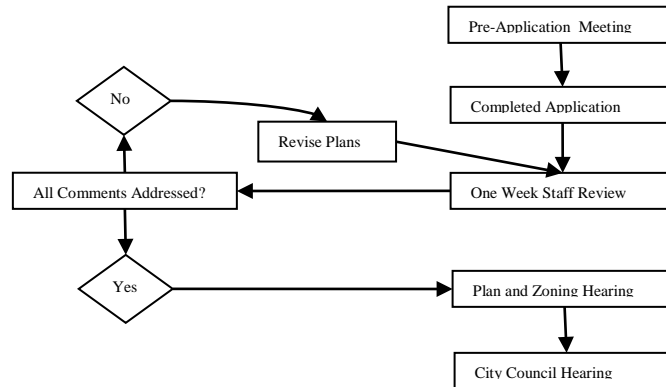 Pre-Application Meeting
No
Completed Application
Revise Plans
All Comments Addressed?
One Week Staff Review
Yes
Plan and Zoning Hearing
City Council Hearing